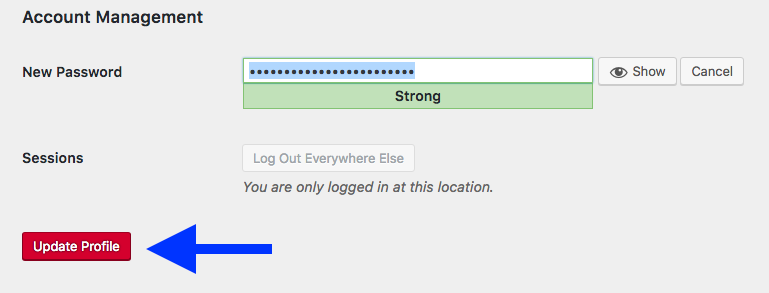 Account Management
New Password
••••••••••••••••••••••••
Show
Cancel
Strong
Sessions
Log Out Everywhere Else
You are only logged in at this location.
Update Profile